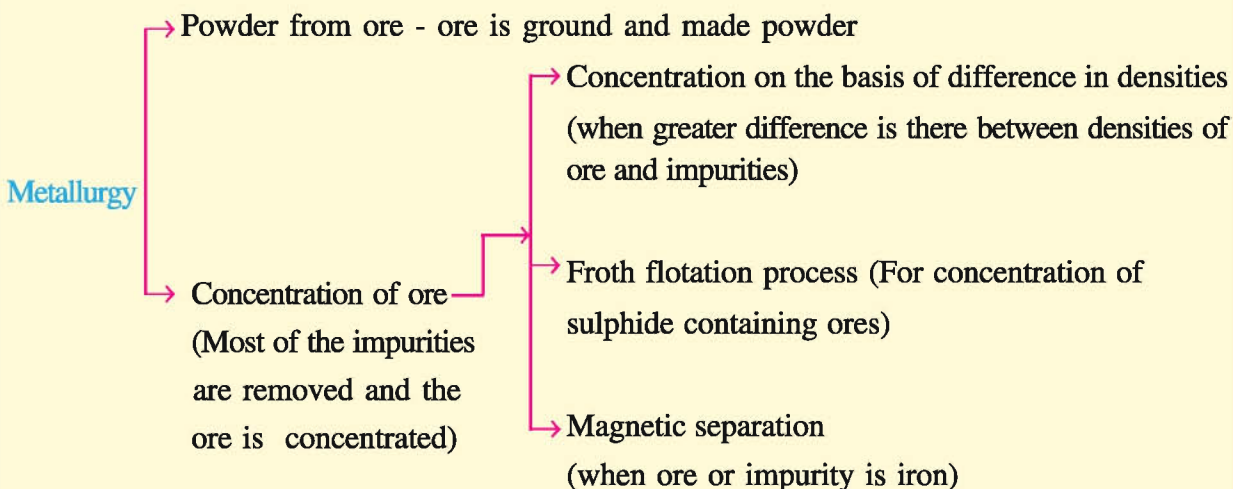 Powder from ore - ore is ground and made powder
Concentration on the basis of difference in densities
(when greater difference is there between densities of
ore and impurities)
Metallurgy
Froth flotation process (For concentration of
sulphide containing ores)
Concentration of ore
(Most of the impurities
are removed and the
ore is concentrated)
Magnetic separation
(when ore or impurity is iron)